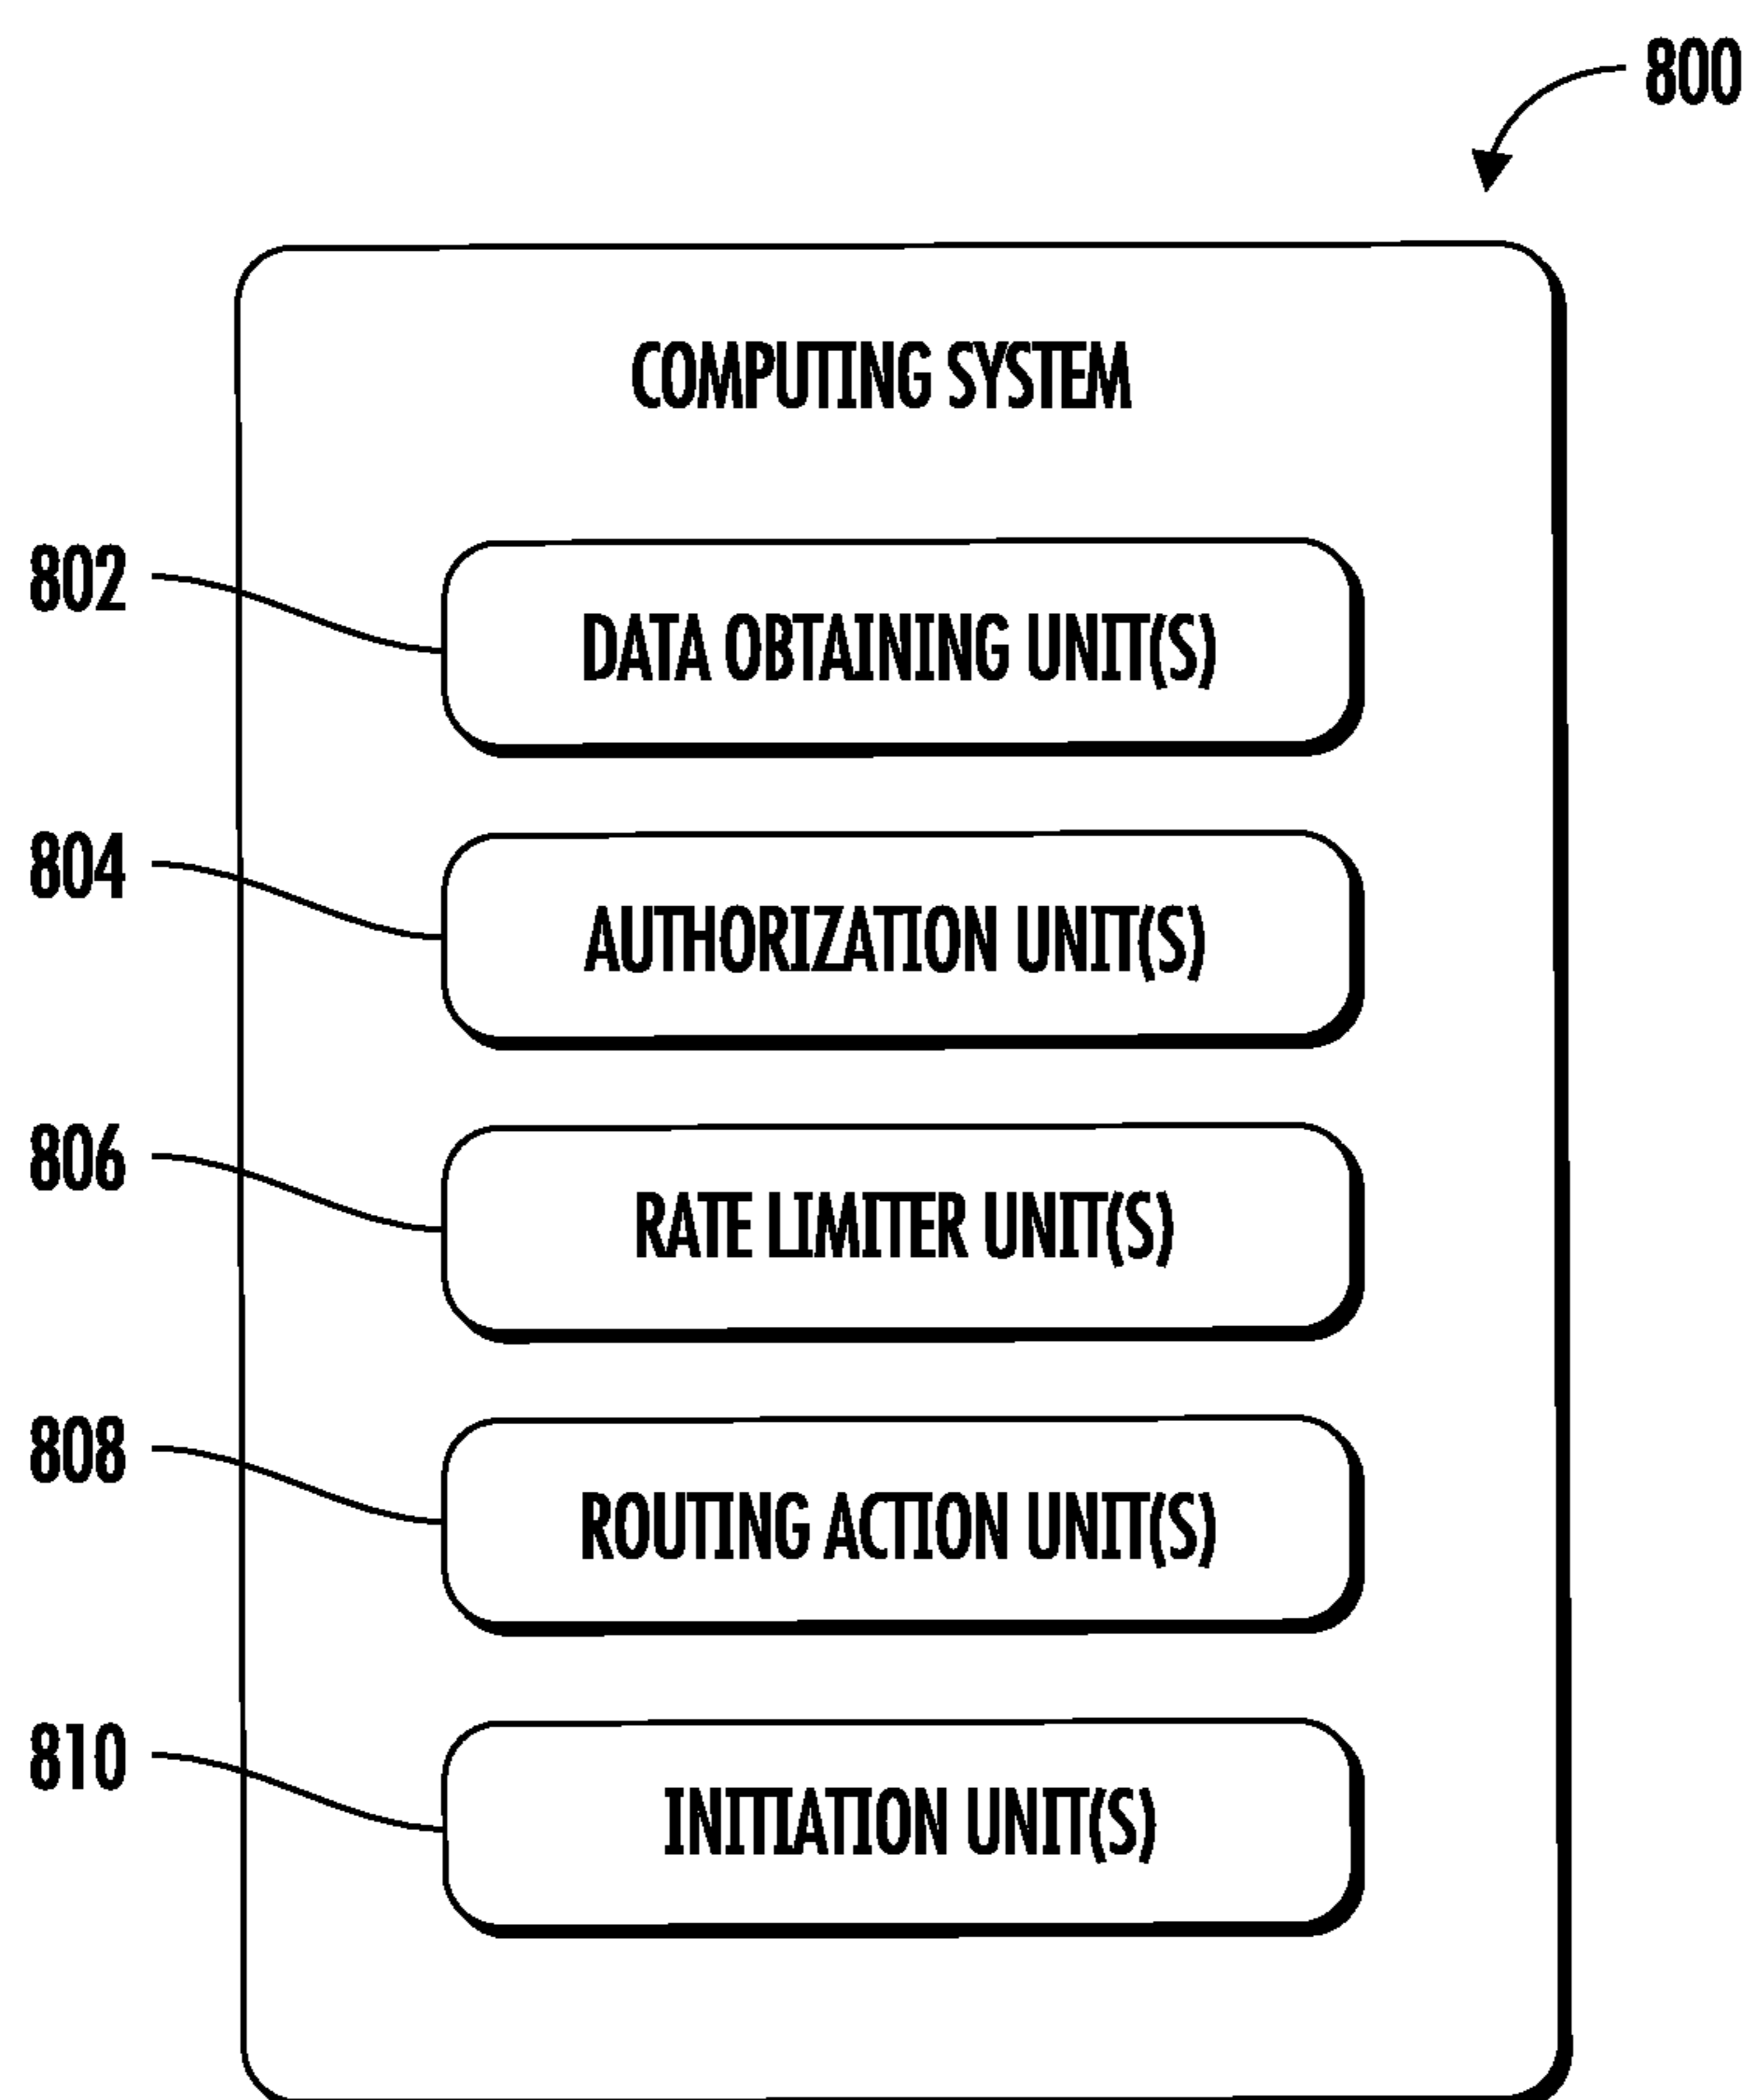 800
COMPUTING SYSTEM
802
DATA OBTAINING UNIT(S)
804
AUTHORIZATION UNIT(S)
806
RATE LIMITER UNIT(S)
808
ROUTING ACTION UNIT(S)
810
INITIATION UNIT(S)